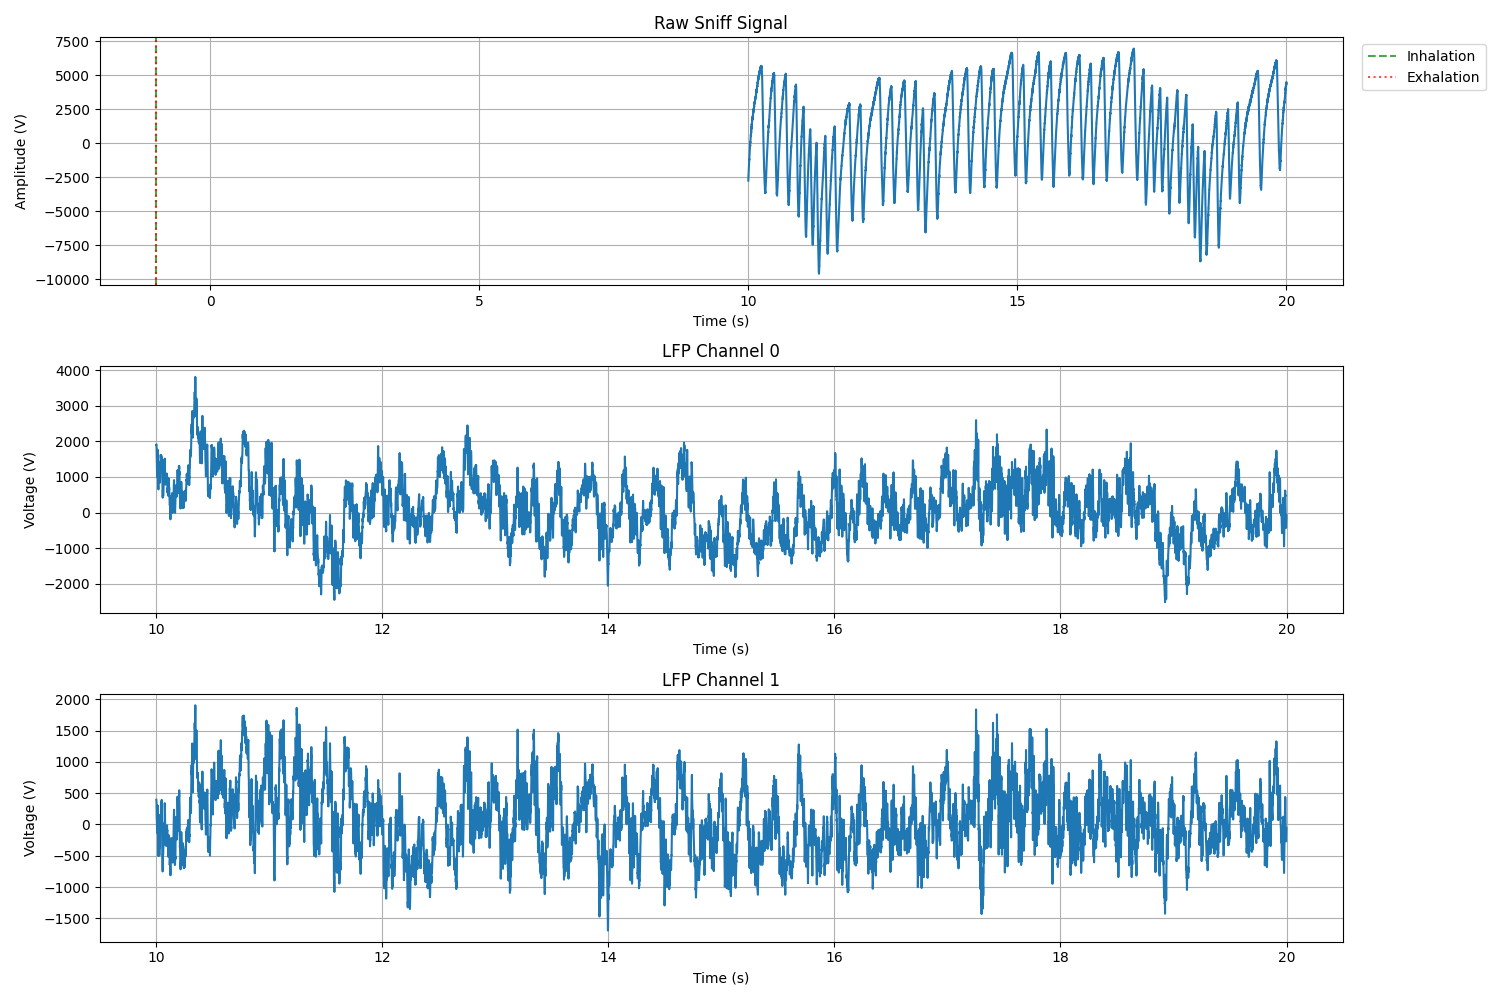 Raw Sniff Signal
Amplitude (V)
7500
5000
2500
0
−2500
−5000
−7500
−10000
0 5 10 15 20
Time (s)
Inhalation
Exhalation
LFP Channel 0
Voltage (V)
4000
3000
2000
1000
0
−1000
−2000
10 12 14 16 18 20
Time (s)
LFP Channel 1
Voltage (V)
2000
1500
1000
500
0
−500
−1000
−1500
10 12 14 16 18 20
Time (s)